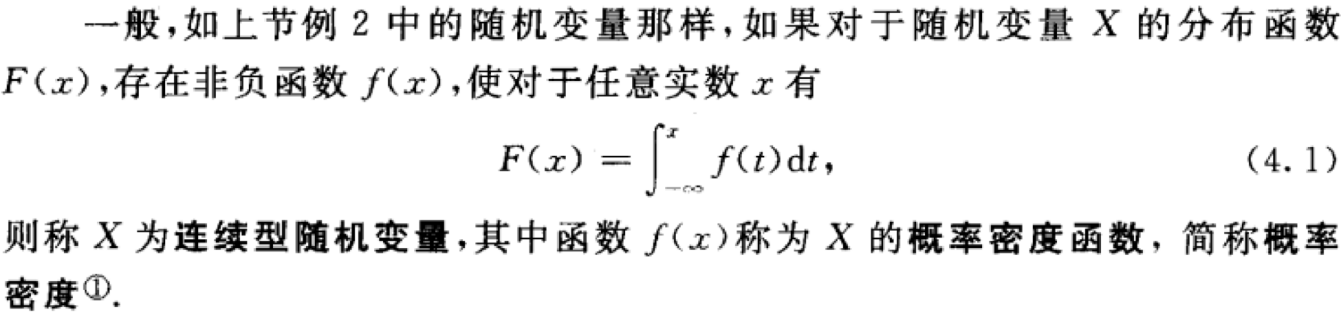 一般,如上节例 2 中的随机变量那样,如果对于随机变量 X 的分布函数
F(x),存在非负函数 f(x),使对于任意实数 x 有
F(x) = ∫_{-∞}^{x} f(t)dt, (4.1)
则称 X 为连续型随机变量,其中函数 f(x)称为 X 的概率密度函数, 简称概率
密度①.